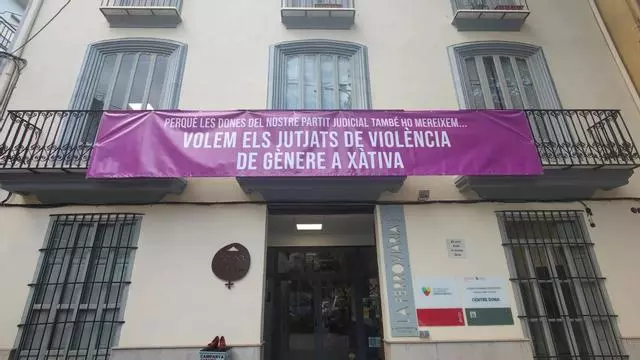 PERQUÈ LES DONES DEL NOSTRE PARTIT JUDICIAL TAMBÉ HO MEREIXEM...
VOLEM ELS JUTJATS DE VIOLÈNCIA
DE GÈNERE A XÀTIVA
LA FERROVIÀRIA
CENTRE DONA
CAMPANYA